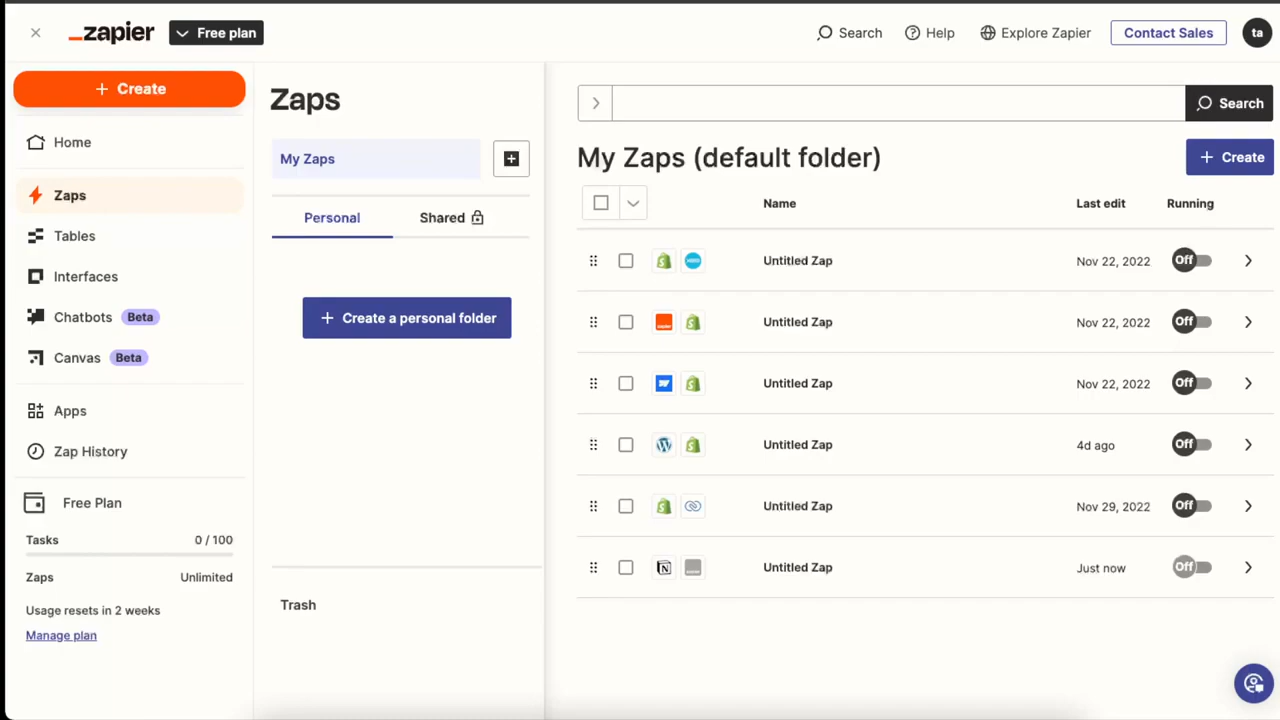 zapier
Free plan
Search
Help
Explore Zapier
Contact Sales
ta
+ Create
Home
Zaps
Tables
Interfaces
Chatbots Beta
Canvas Beta
Apps
Zap History
Free Plan
Tasks 0 / 100
Zaps Unlimited
Usage resets in 2 weeks
Manage plan
Zaps
My Zaps
Personal
Shared
+ Create a personal folder
Trash
Search
My Zaps (default folder)
+ Create
Name Last edit Running
Untitled Zap Nov 22, 2022 Off
Untitled Zap Nov 22, 2022 Off
Untitled Zap Nov 22, 2022 Off
Untitled Zap 4d ago Off
Untitled Zap Nov 29, 2022 Off
Untitled Zap Just now Off